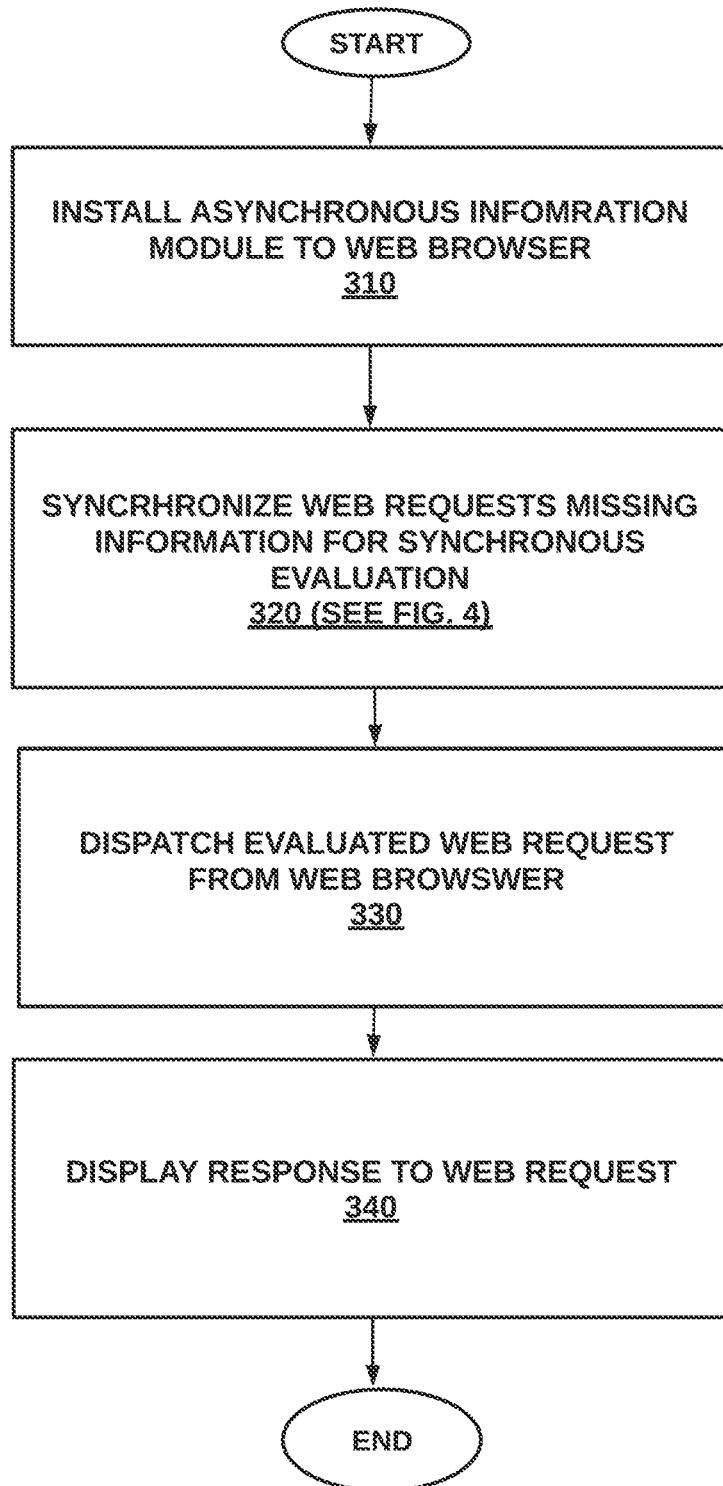 START
INSTALL ASYNCHRONOUS INFOMRATION
MODULE TO WEB BROWSER
310
SYNCRHRONIZE WEB REQUESTS MISSING
INFORMATION FOR SYNCHRONOUS
EVALUATION
320 (SEE FIG. 4)
DISPATCH EVALUATED WEB REQUEST
FROM WEB BROWSWER
330
DISPLAY RESPONSE TO WEB REQUEST
340
END